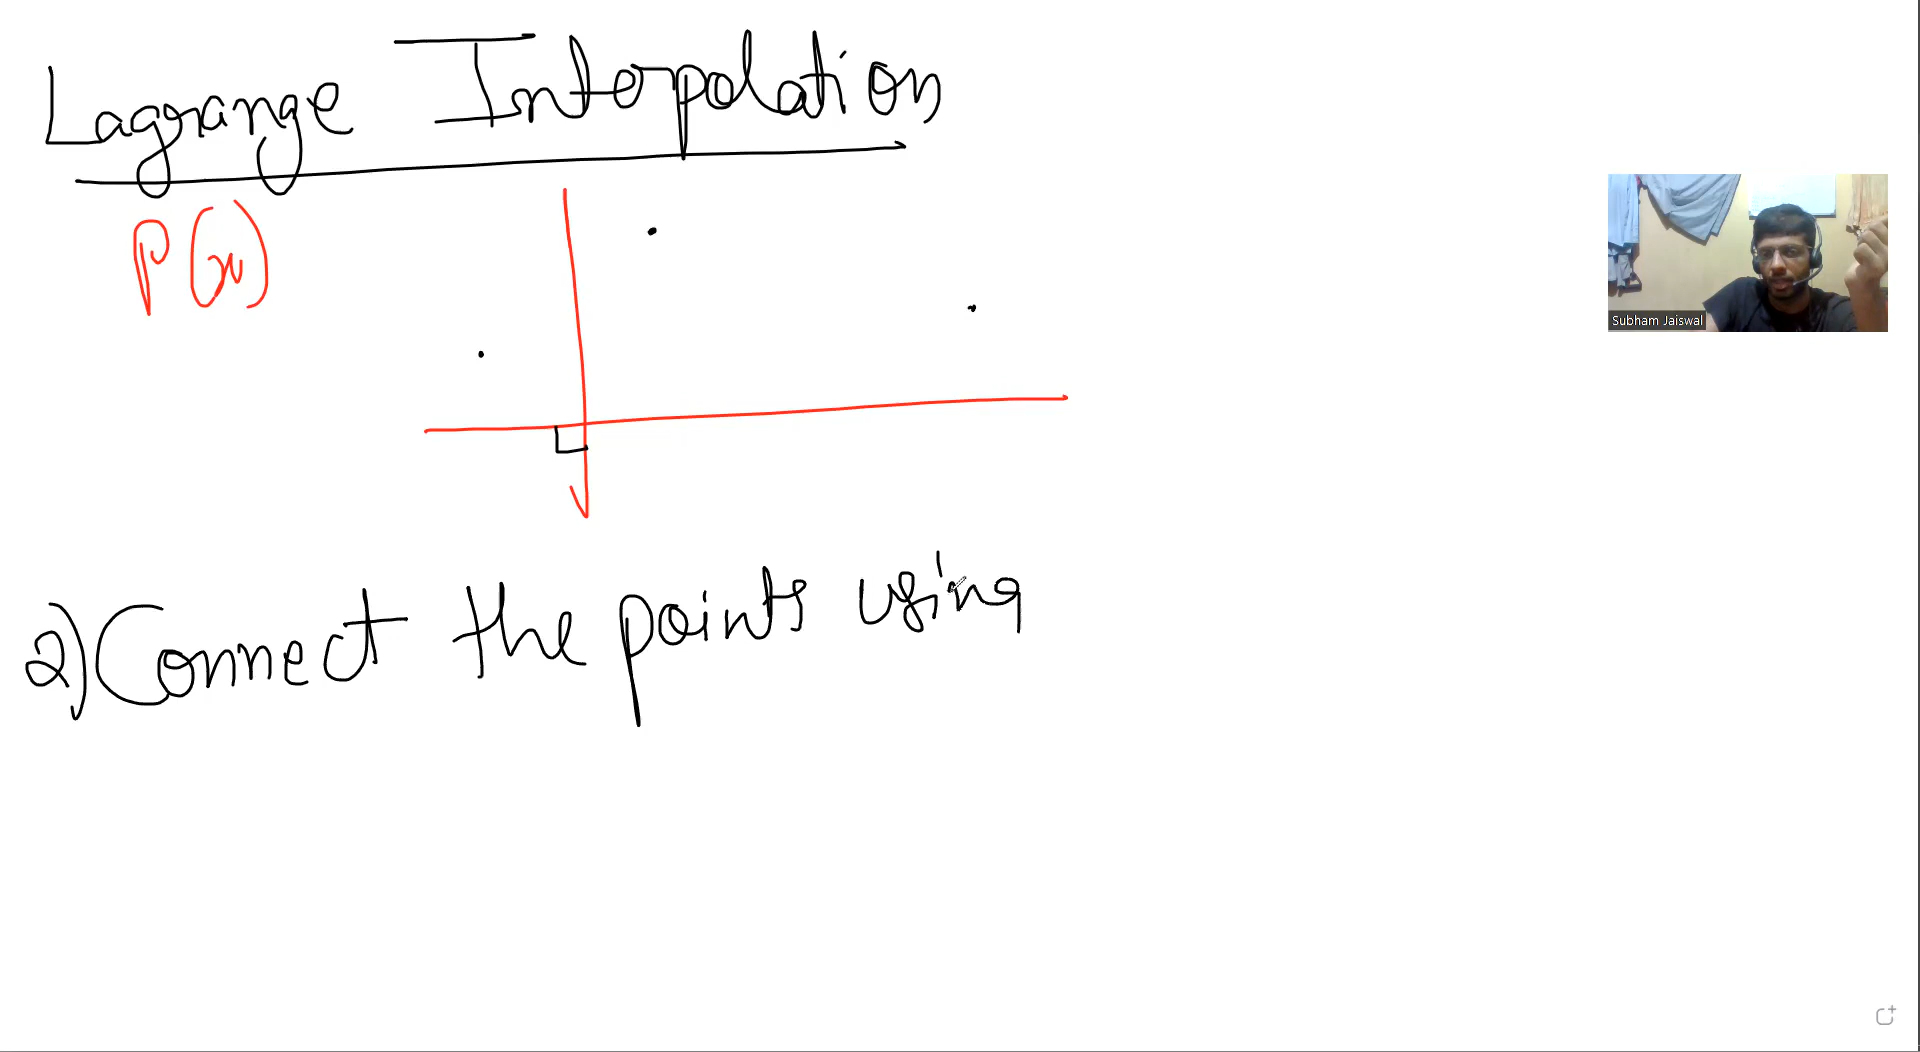 Lagrange Interpolation
P(x)
Subham Jaiswal
2) Connect the points using